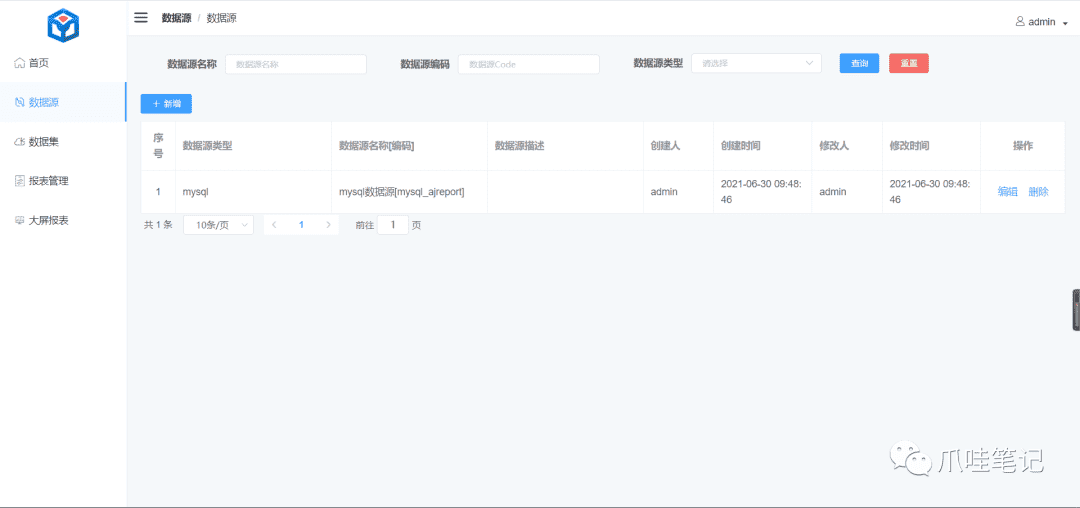 数据源 / 数据源
admin
首页
数据源
数据集
报表管理
大屏报表
数据源名称 数据源名称 数据源编码 数据源Code 数据源类型 请选择 查询 重置
+ 新增
序号 数据源类型 数据源名称[编码] 数据源描述 创建人 创建时间 修改人 修改时间 操作
1 mysql mysql数据源[mysql_ajreport] admin 2021-06-30 09:48:46 admin 2021-06-30 09:48:46 编辑 删除
共 1 条 10条/页 < 1 > 前往 1 页
爪哇笔记